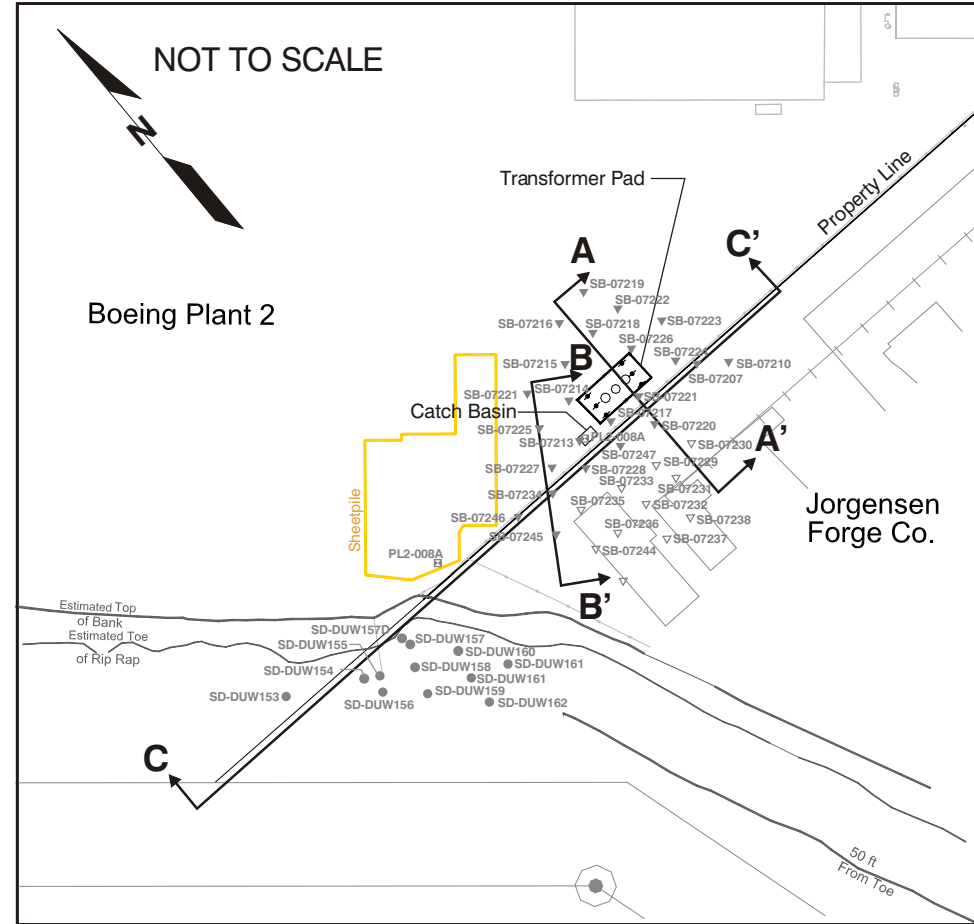 NOT TO SCALE
N
Transformer Pad
Property Line
A
C'
SB-07219
SB-07222
Boeing Plant 2
SB-07216
SB-07218
SB-07223
SB-07226
B
SB-07215
SB-07224
SB-07210
SB-07207
SB-07221
SB-07214
SB-07221
Catch Basin
SB-07217
SB-07220
SB-07225
SB-07213
PL2-008A
SB-07230
A'
SB-07247
SB-07227
SB-07228
SB-07229
SB-07233
SB-07231
SB-07234
SB-07235
SB-07232
Jorgensen
Forge Co.
SB-07246
SB-07236
SB-07238
Sheetpile
SB-07245
SB-07237
SB-07244
PL2-008A
B'
Estimated Top
of Bank
Estimated Toe
of Rip Rap
SD-DUW157D
SD-DUW157
SD-DUW155
SD-DUW160
SD-DUW154
SD-DUW158
SD-DUW161
SD-DUW161
SD-DUW153
SD-DUW156
SD-DUW159
SD-DUW162
C
50 ft
From Toe